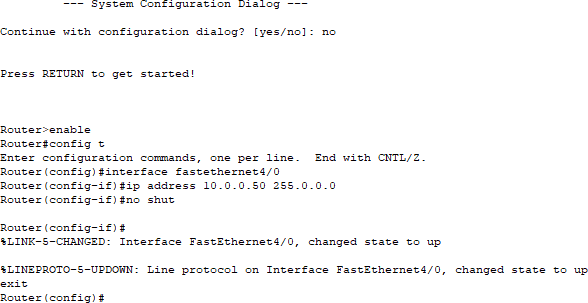 --- System Configuration Dialog ---
Continue with configuration dialog? [yes/no]: no
Press RETURN to get started!
Router>enable
Router#config t
Enter configuration commands, one per line.  End with CNTL/Z.
Router(config)#interface fastethernet4/0
Router(config-if)#ip address 10.0.0.50 255.0.0.0
Router(config-if)#no shut
Router(config-if)#
%LINK-5-CHANGED: Interface FastEthernet4/0, changed state to up
%LINEPROTO-5-UPDOWN: Line protocol on Interface FastEthernet4/0, changed state to up
exit
Router(config)#